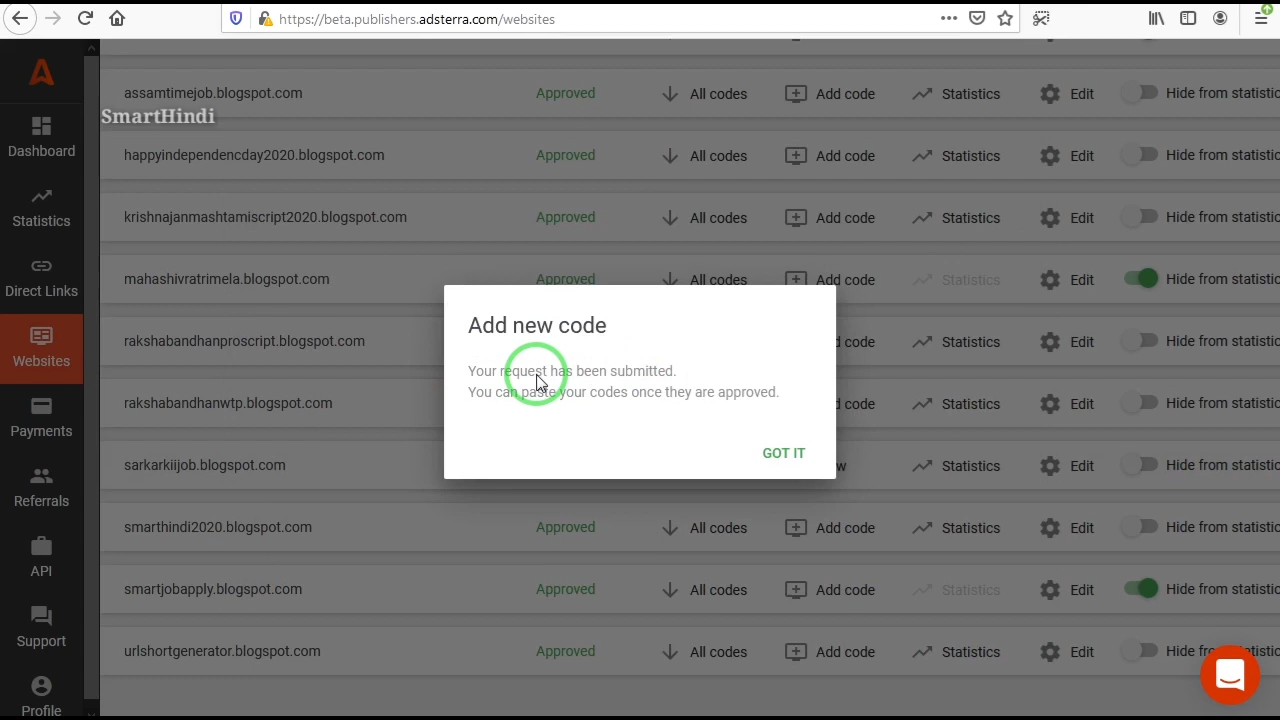 https://beta.publishers.adsterra.com/websites
assamtimejob.blogspot.com Approved All codes Add code Statistics Edit Hide from statistic
SmartHindi
Dashboard
happyindependencday2020.blogspot.com Approved All codes Add code Statistics Edit Hide from statistic
Statistics
krishnajanmashtamiscript2020.blogspot.com Approved All codes Add code Statistics Edit Hide from statistic
Direct Links
mahashivratrimela.blogspot.com Approved All codes Add code Statistics Edit Hide from statistic
Add new code
Websites
rakshabandhanproscript.blogspot.com d code Statistics Edit Hide from statistic
Your request has been submitted.
You can paste your codes once they are approved.
rakshabandhanwtp.blogspot.com d code Statistics Edit Hide from statistic
Payments
GOT IT
sarkarkiijob.blogspot.com w Statistics Edit Hide from statistic
Referrals
smarthindi2020.blogspot.com Approved All codes Add code Statistics Edit Hide from statistic
API
smartjobapply.blogspot.com Approved All codes Add code Statistics Edit Hide from statistic
Support
urlshortgenerator.blogspot.com Approved All codes Add code Statistics Edit Hide from statistic
Profile